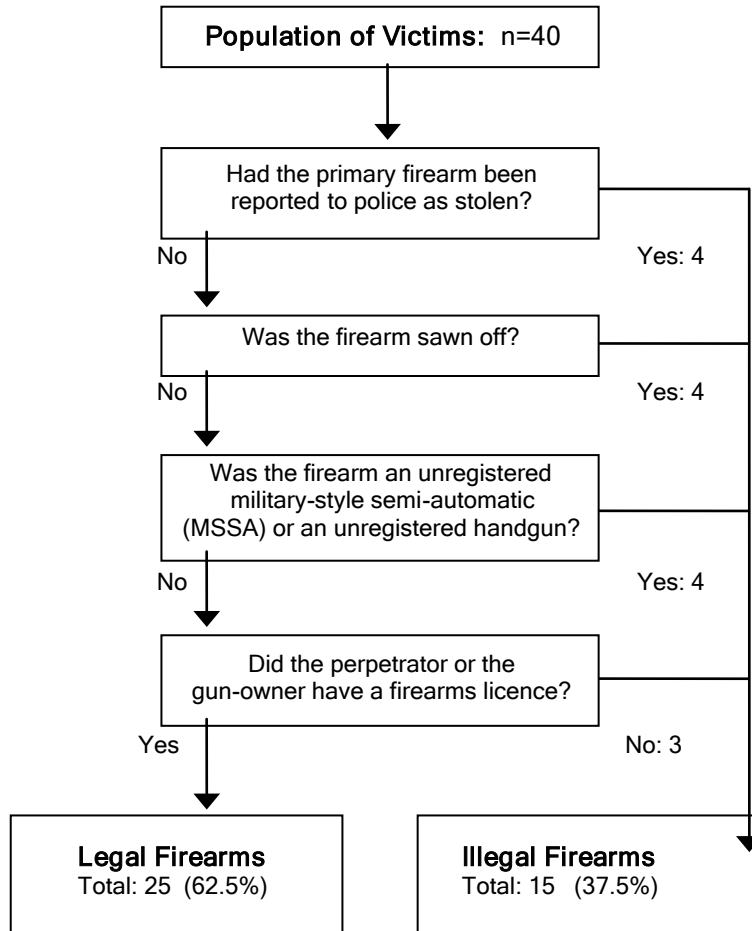 Population of Victims: n=40
Had the primary firearm been
reported to police as stolen?
No
Yes: 4
Was the firearm sawn off?
No
Yes: 4
Was the firearm an unregistered
military-style semi-automatic
(MSSA) or an unregistered handgun?
No
Yes: 4
Did the perpetrator or the
gun-owner have a firearms licence?
Yes
No: 3
Legal Firearms
Total: 25 (62.5%)
Illegal Firearms
Total: 15 (37.5%)